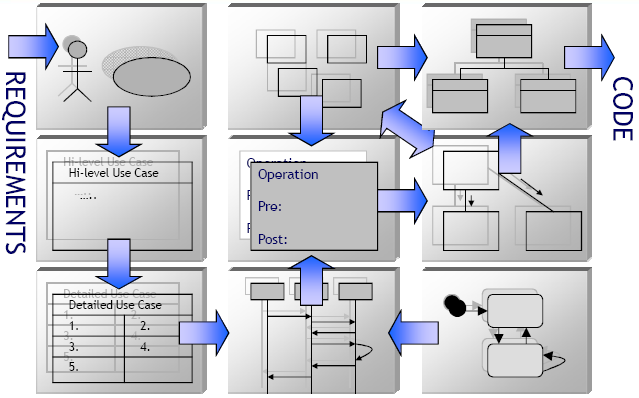 REQUIREMENTS
CODE
Hi-level Use Case
Hi-level Use Case
Operation
Operation
Pre:
Post:
Detailed Use Case
Detailed Use Case
1.
2.
3.
4.
5.